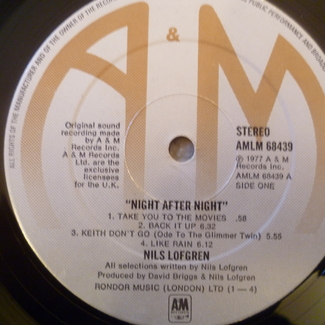 ALL RIGHTS OF THE MANUFACTURER AND OF THE OWNER OF THE RECORDED
PUBLIC PERFORMANCE AND
A & M
Original sound
recording made
by A & M
Records Inc.
A & M Records
Ltd. are the
exclusive
licensees
for the U.K.
STEREO
AMLM 68439
℗ 1977 A & M
Records Inc.
AMLM 68439 A
SIDE ONE
"NIGHT AFTER NIGHT"
1. TAKE YOU TO THE MOVIES .58
2. BACK IT UP 6.32
3. KEITH DON'T GO (Ode To The Glimmer Twin) 5.55
4. LIKE RAIN 6.12
NILS LOFGREN
All selections written by Nils Lofgren
Produced by David Briggs & Nils Lofgren
RONDOR MUSIC (LONDON) LTD (1 — 4)
A&M